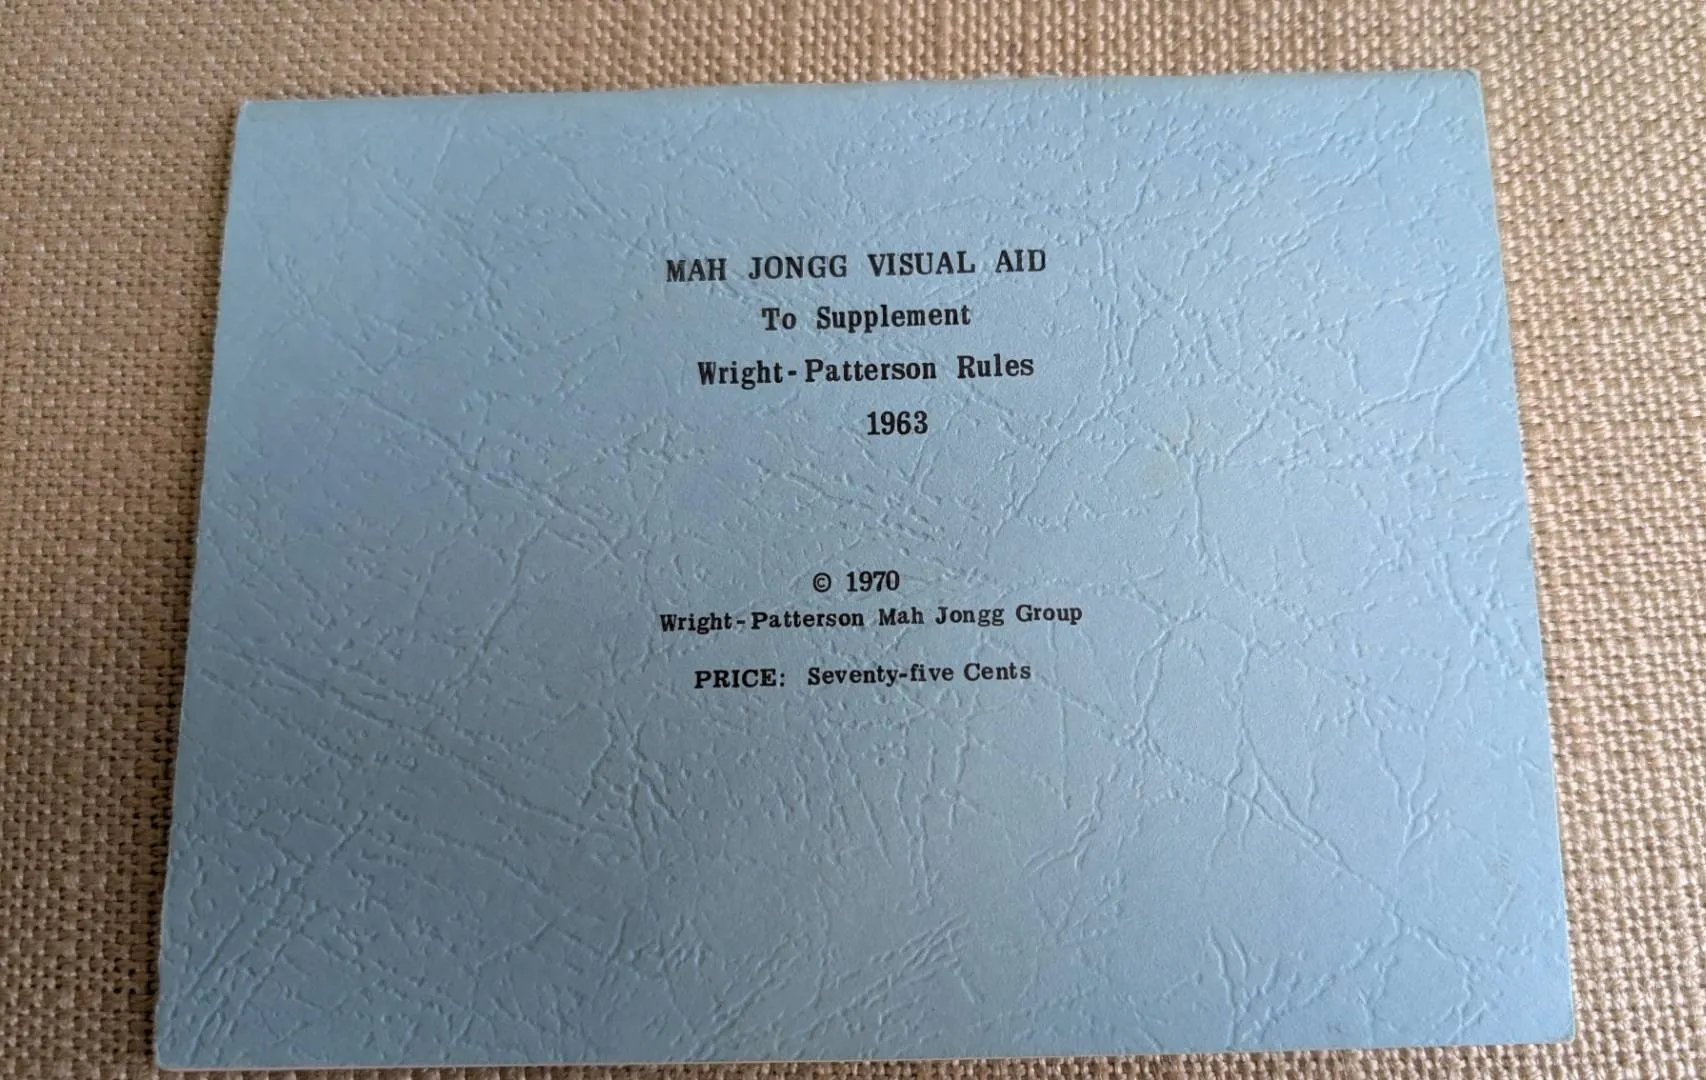 MAH JONGG VISUAL AID
To Supplement
Wright-Patterson Rules
1963
© 1970
Wright-Patterson Mah Jongg Group
PRICE: Seventy-five Cents